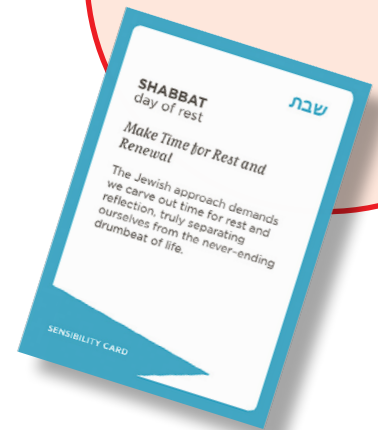 SHABBAT
שבת
day of rest
Make Time for Rest and
Renewal
The Jewish approach demands
we carve out time for rest and
reflection, truly separating
ourselves from the never-ending
drumbeat of life.
SENSIBILITY CARD